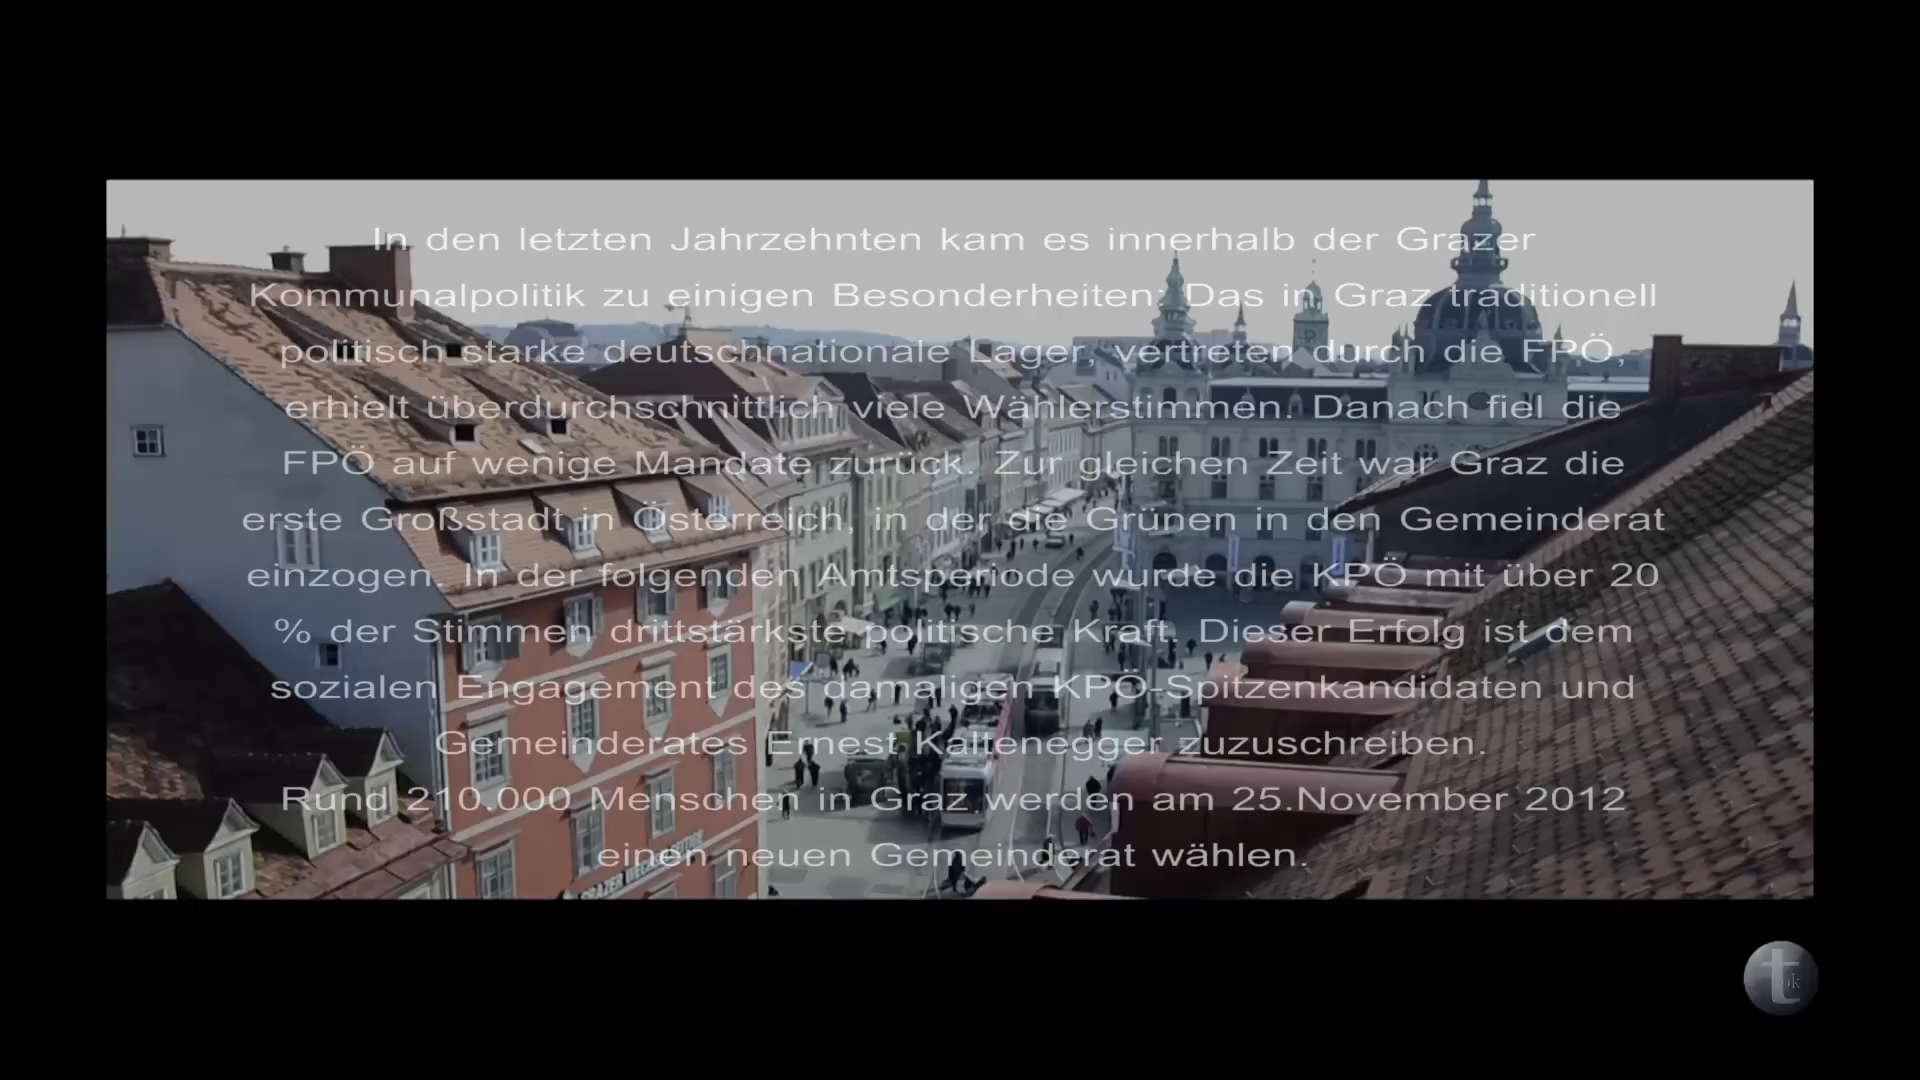 In den letzten Jahrzehnten kam es innerhalb der Grazer
Kommunalpolitik zu einigen Besonderheiten: Das in Graz traditionell
politisch starke deutschnationale Lager, vertreten durch die FPÖ,
erhielt überdurchschnittlich viele Wählerstimmen. Danach fiel die
FPÖ auf wenige Mandate zurück. Zur gleichen Zeit war Graz die
erste Großstadt in Österreich, in der die Grünen in den Gemeinderat
einzogen. In der folgenden Amtsperiode wurde die KPÖ mit über 20
% der Stimmen drittstärkste politische Kraft. Dieser Erfolg ist dem
sozialen Engagement des damaligen KPÖ-Spitzenkandidaten und
Gemeinderates Ernest Kaltenegger zuzuschreiben.
Rund 210.000 Menschen in Graz werden am 25.November 2012
einen neuen Gemeinderat wählen.
GRAZER WECHSELSEITIGE
tok